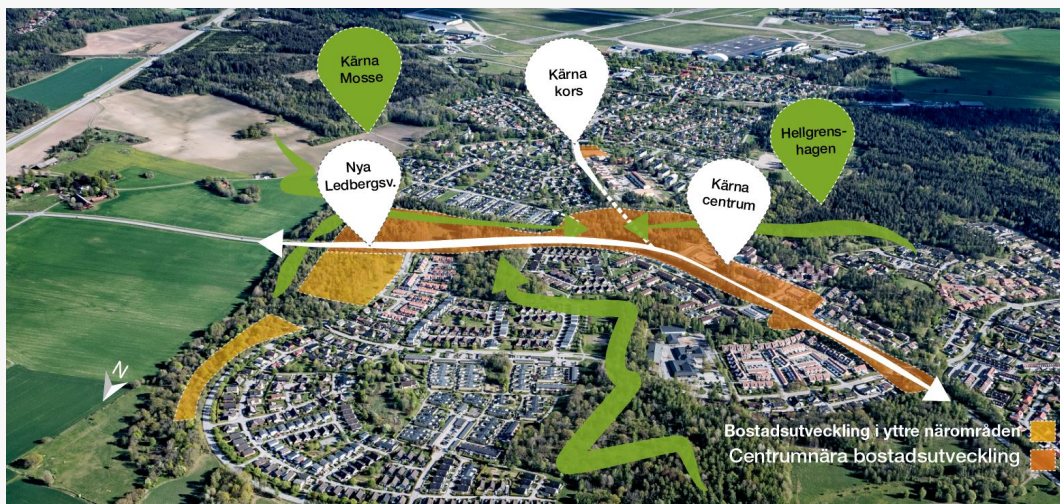 Kärna
Mosse
Kärna
kors
Hellgrens-
hagen
Nya
Ledbergsv.
Kärna
centrum
N
Bostadsutveckling i yttre närområden
Centrumnära bostadsutveckling